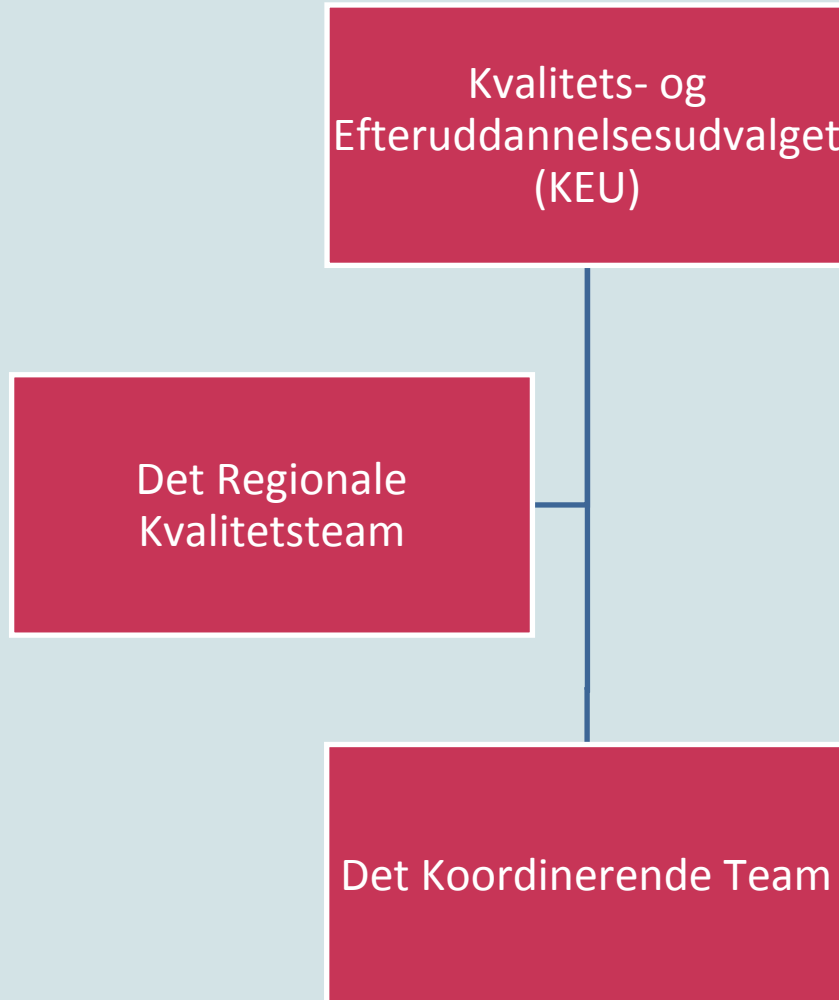 Kvalitets- og
Efteruddannelsesudvalget
(KEU)
Det Regionale
Kvalitetsteam
Det Koordinerende Team